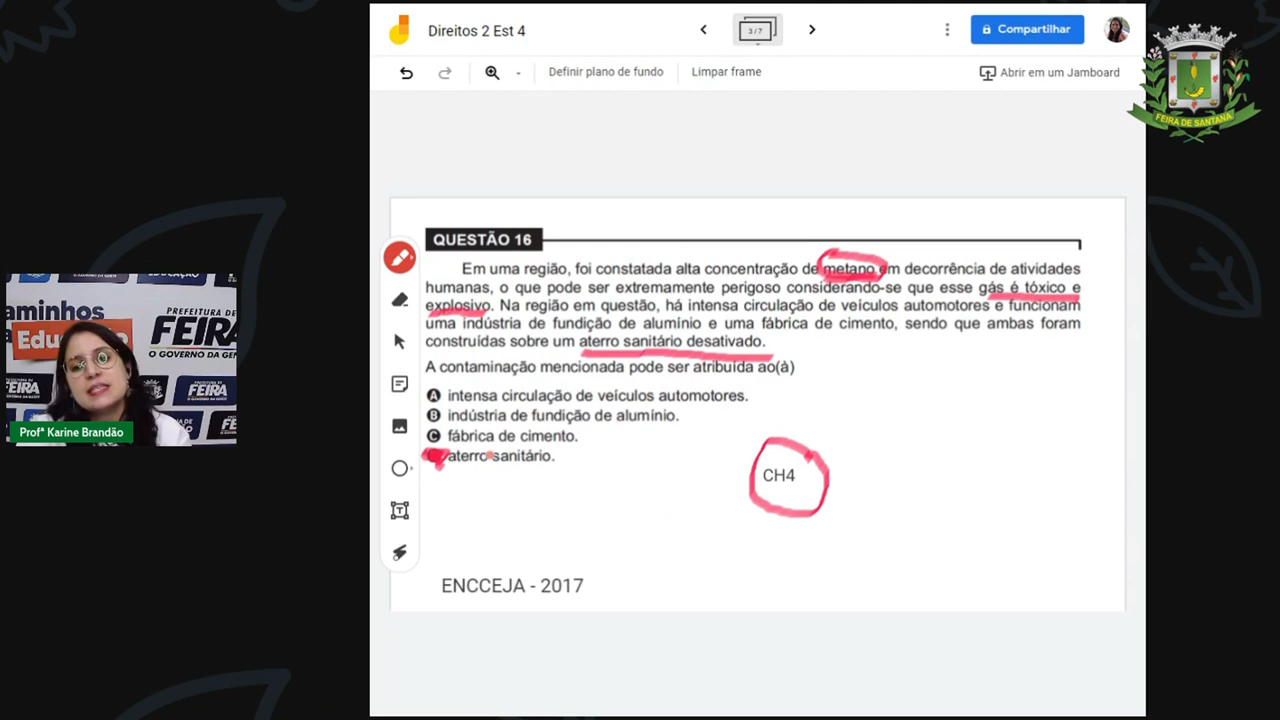 Direitos 2 Est 4
3 / 7
Compartilhar
Definir plano de fundo
Limpar frame
Abrir em um Jamboard
FEIRA DE SANTANA
QUESTÃO 16
Em uma região, foi constatada alta concentração de metano em decorrência de atividades
humanas, o que pode ser extremamente perigoso considerando-se que esse gás é tóxico e
explosivo. Na região em questão, há intensa circulação de veículos automotores e funcionam
uma indústria de fundição de alumínio e uma fábrica de cimento, sendo que ambas foram
construídas sobre um aterro sanitário desativado.
A contaminação mencionada pode ser atribuída ao(à)
A intensa circulação de veículos automotores.
B indústria de fundição de alumínio.
C fábrica de cimento.
aterro sanitário.
CH4
ENCCEJA - 2017
aminhos
Edu
PREFEITURA DE
FEIRA
O GOVERNO DA GEN
Profª Karine Brandão